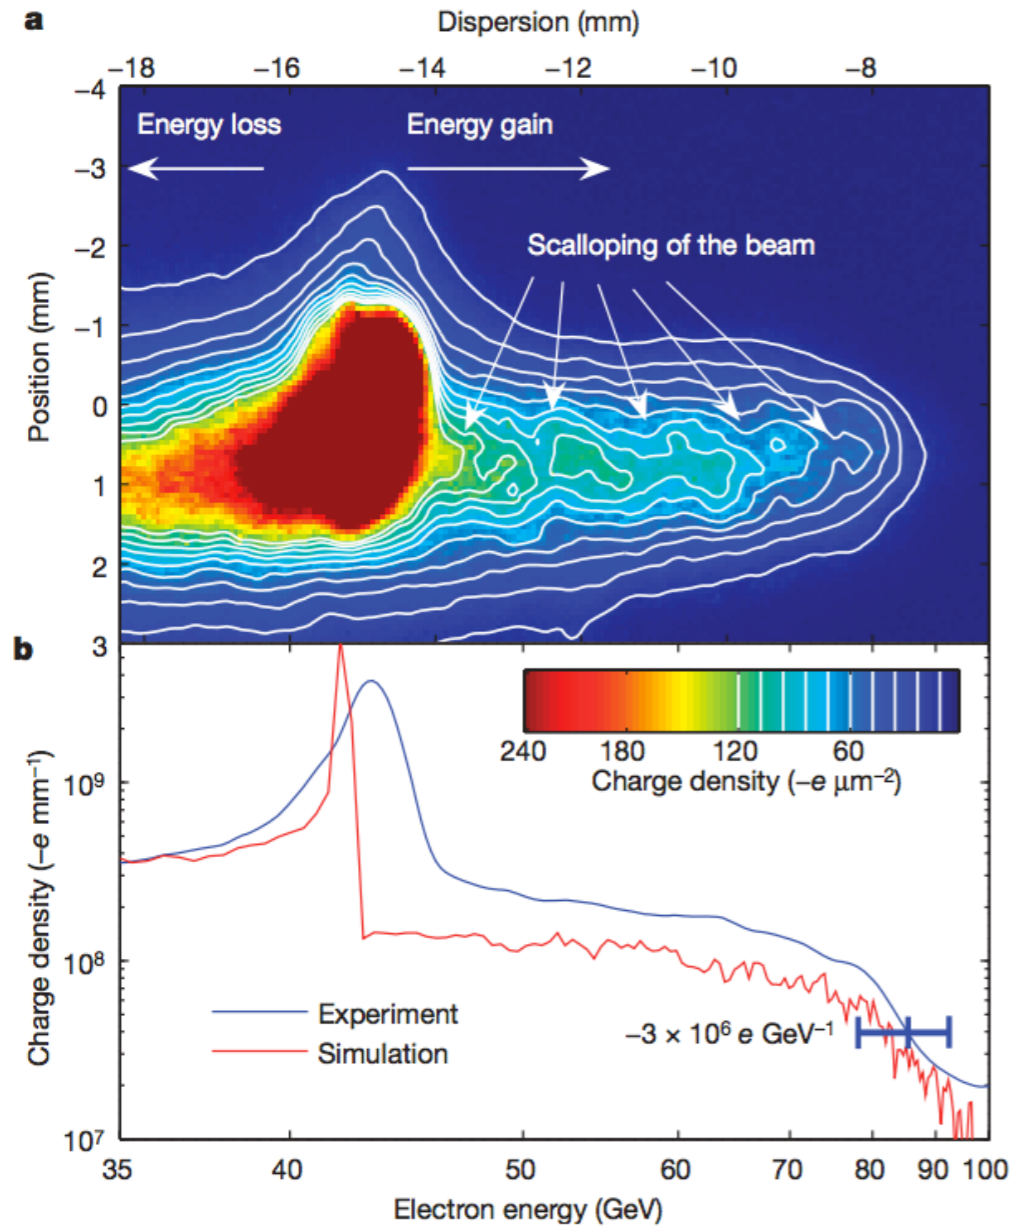 a
Dispersion (mm)
−18 −16 −14 −12 −10 −8
−4
Energy loss Energy gain
−3
−2
Scalloping of the beam
−1
Position (mm)
0
1
2
3
b
240 180 120 60
Charge density (−e μm⁻²)
10⁹
Charge density (−e mm⁻¹)
10⁸
Experiment
−3 × 10⁶ e GeV⁻¹
Simulation
10⁷
35 40 50 60 70 80 90 100
Electron energy (GeV)